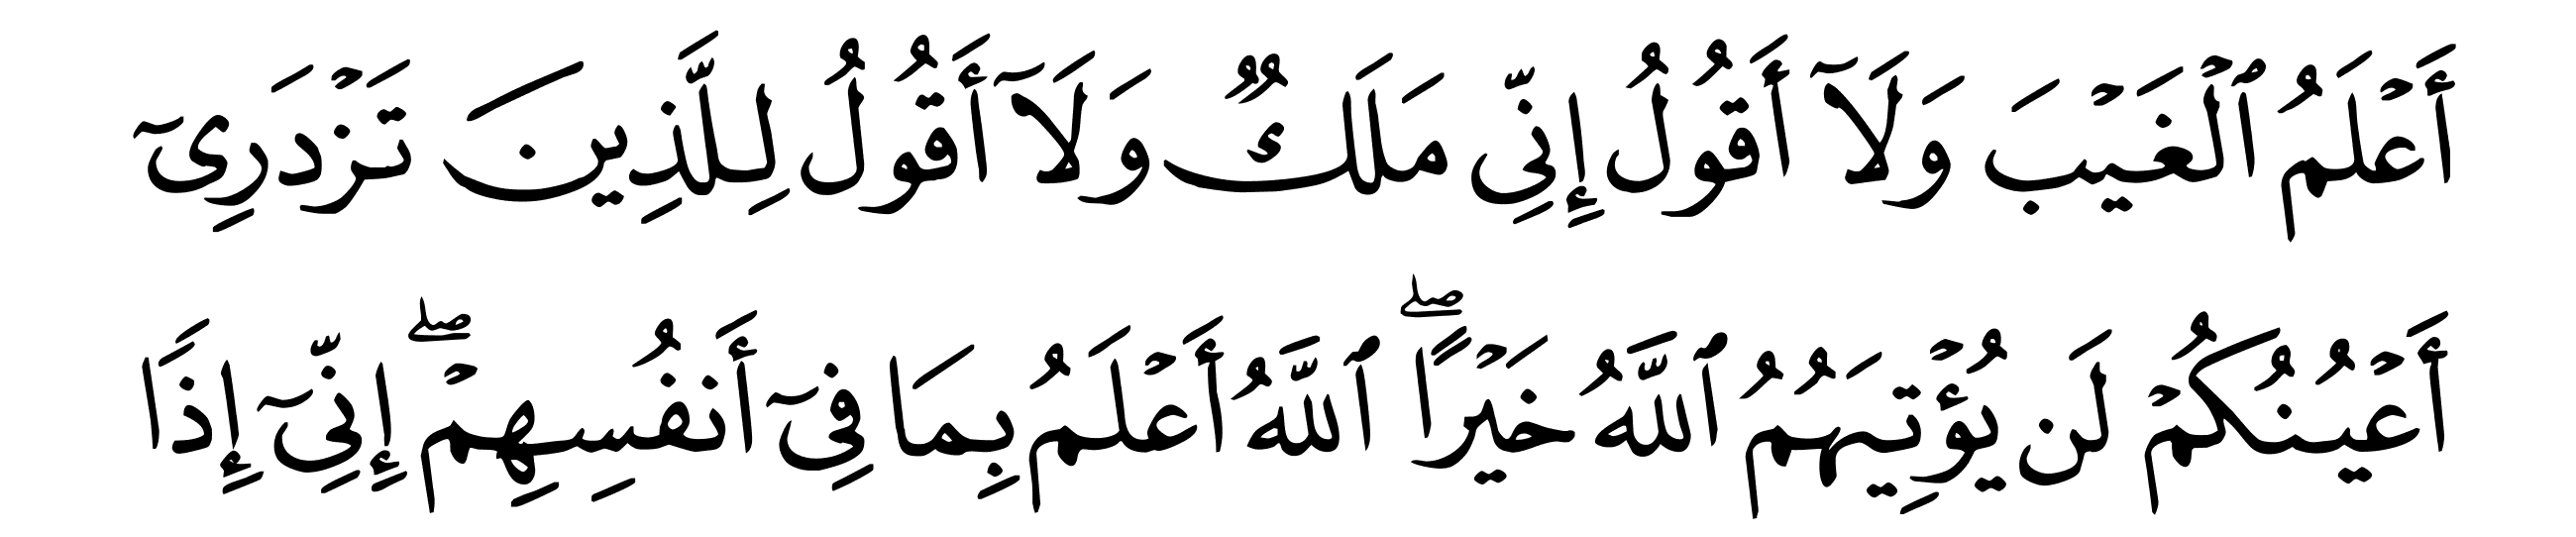 أَعۡلَمُ ٱلۡغَيۡبَ وَلَآ أَقُولُ إِنِّي مَلَكٞ وَلَآ أَقُولُ لِلَّذِينَ تَزۡدَرِيٓ
أَعۡيُنُكُمۡ لَن يُؤۡتِيَهُمُ ٱللَّهُ خَيۡرًاۖ ٱللَّهُ أَعۡلَمُ بِمَا فِيٓ أَنفُسِهِمۡۖ إِنِّيٓ إِذٗا